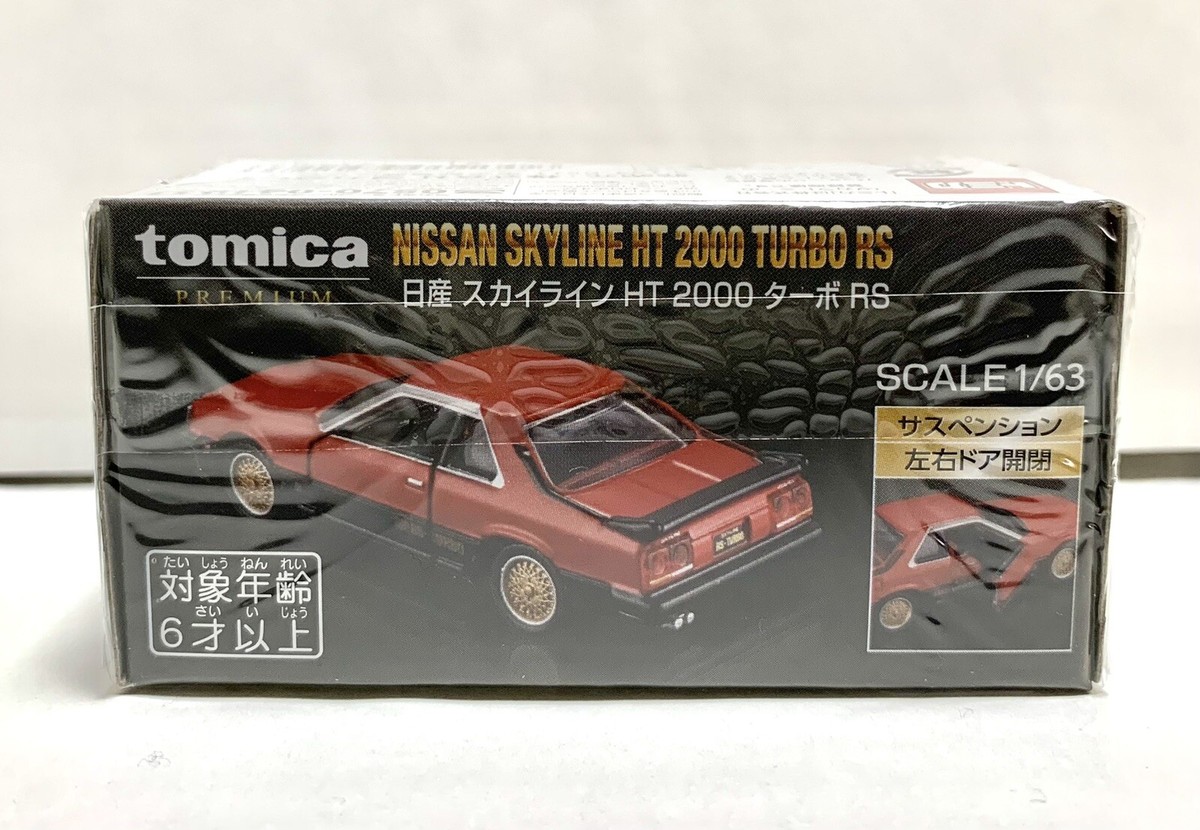 tomica
PREMIUM
NISSAN SKYLINE HT 2000 TURBO RS
日産 スカイライン HT 2000 ターボ RS
SCALE 1/63
サスペンション
左右ドア開閉
RS-TURBO
たい しょう ねん れい
対象年齢
さい い じょう
6才以上